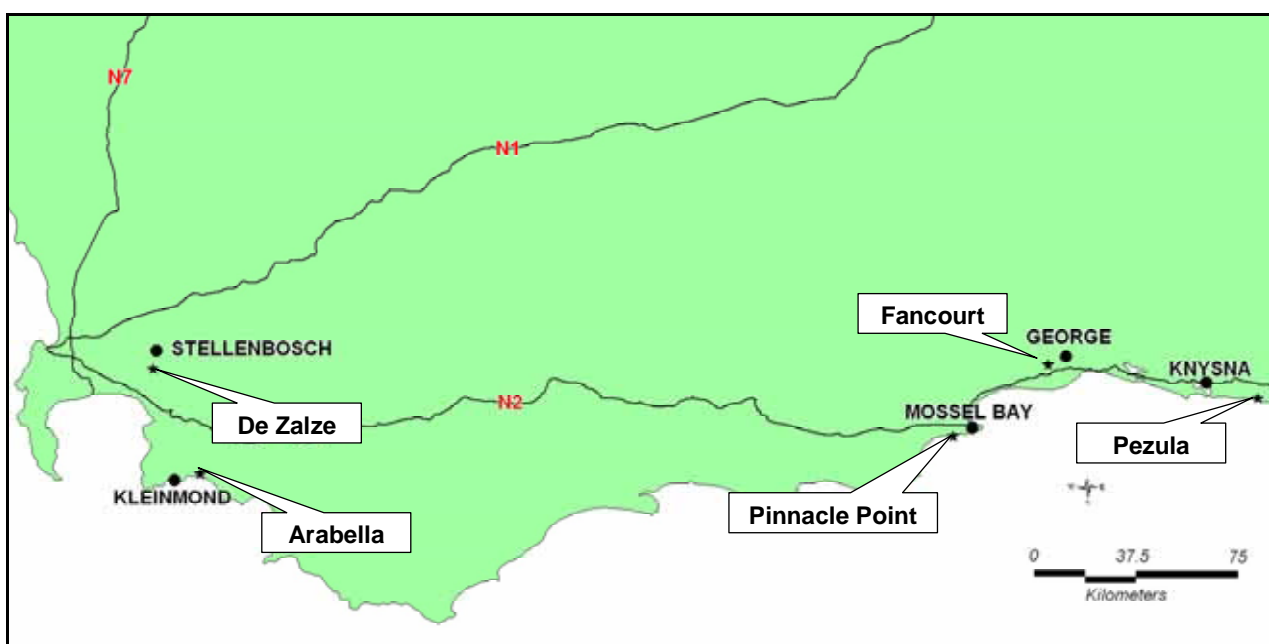 N7
N1
Fancourt
STELLENBOSCH
GEORGE
KNYSNA
De Zalze
N2
MOSSEL BAY
Pezula
KLEINMOND
Pinnacle Point
Arabella
0 37.5 75
Kilometers